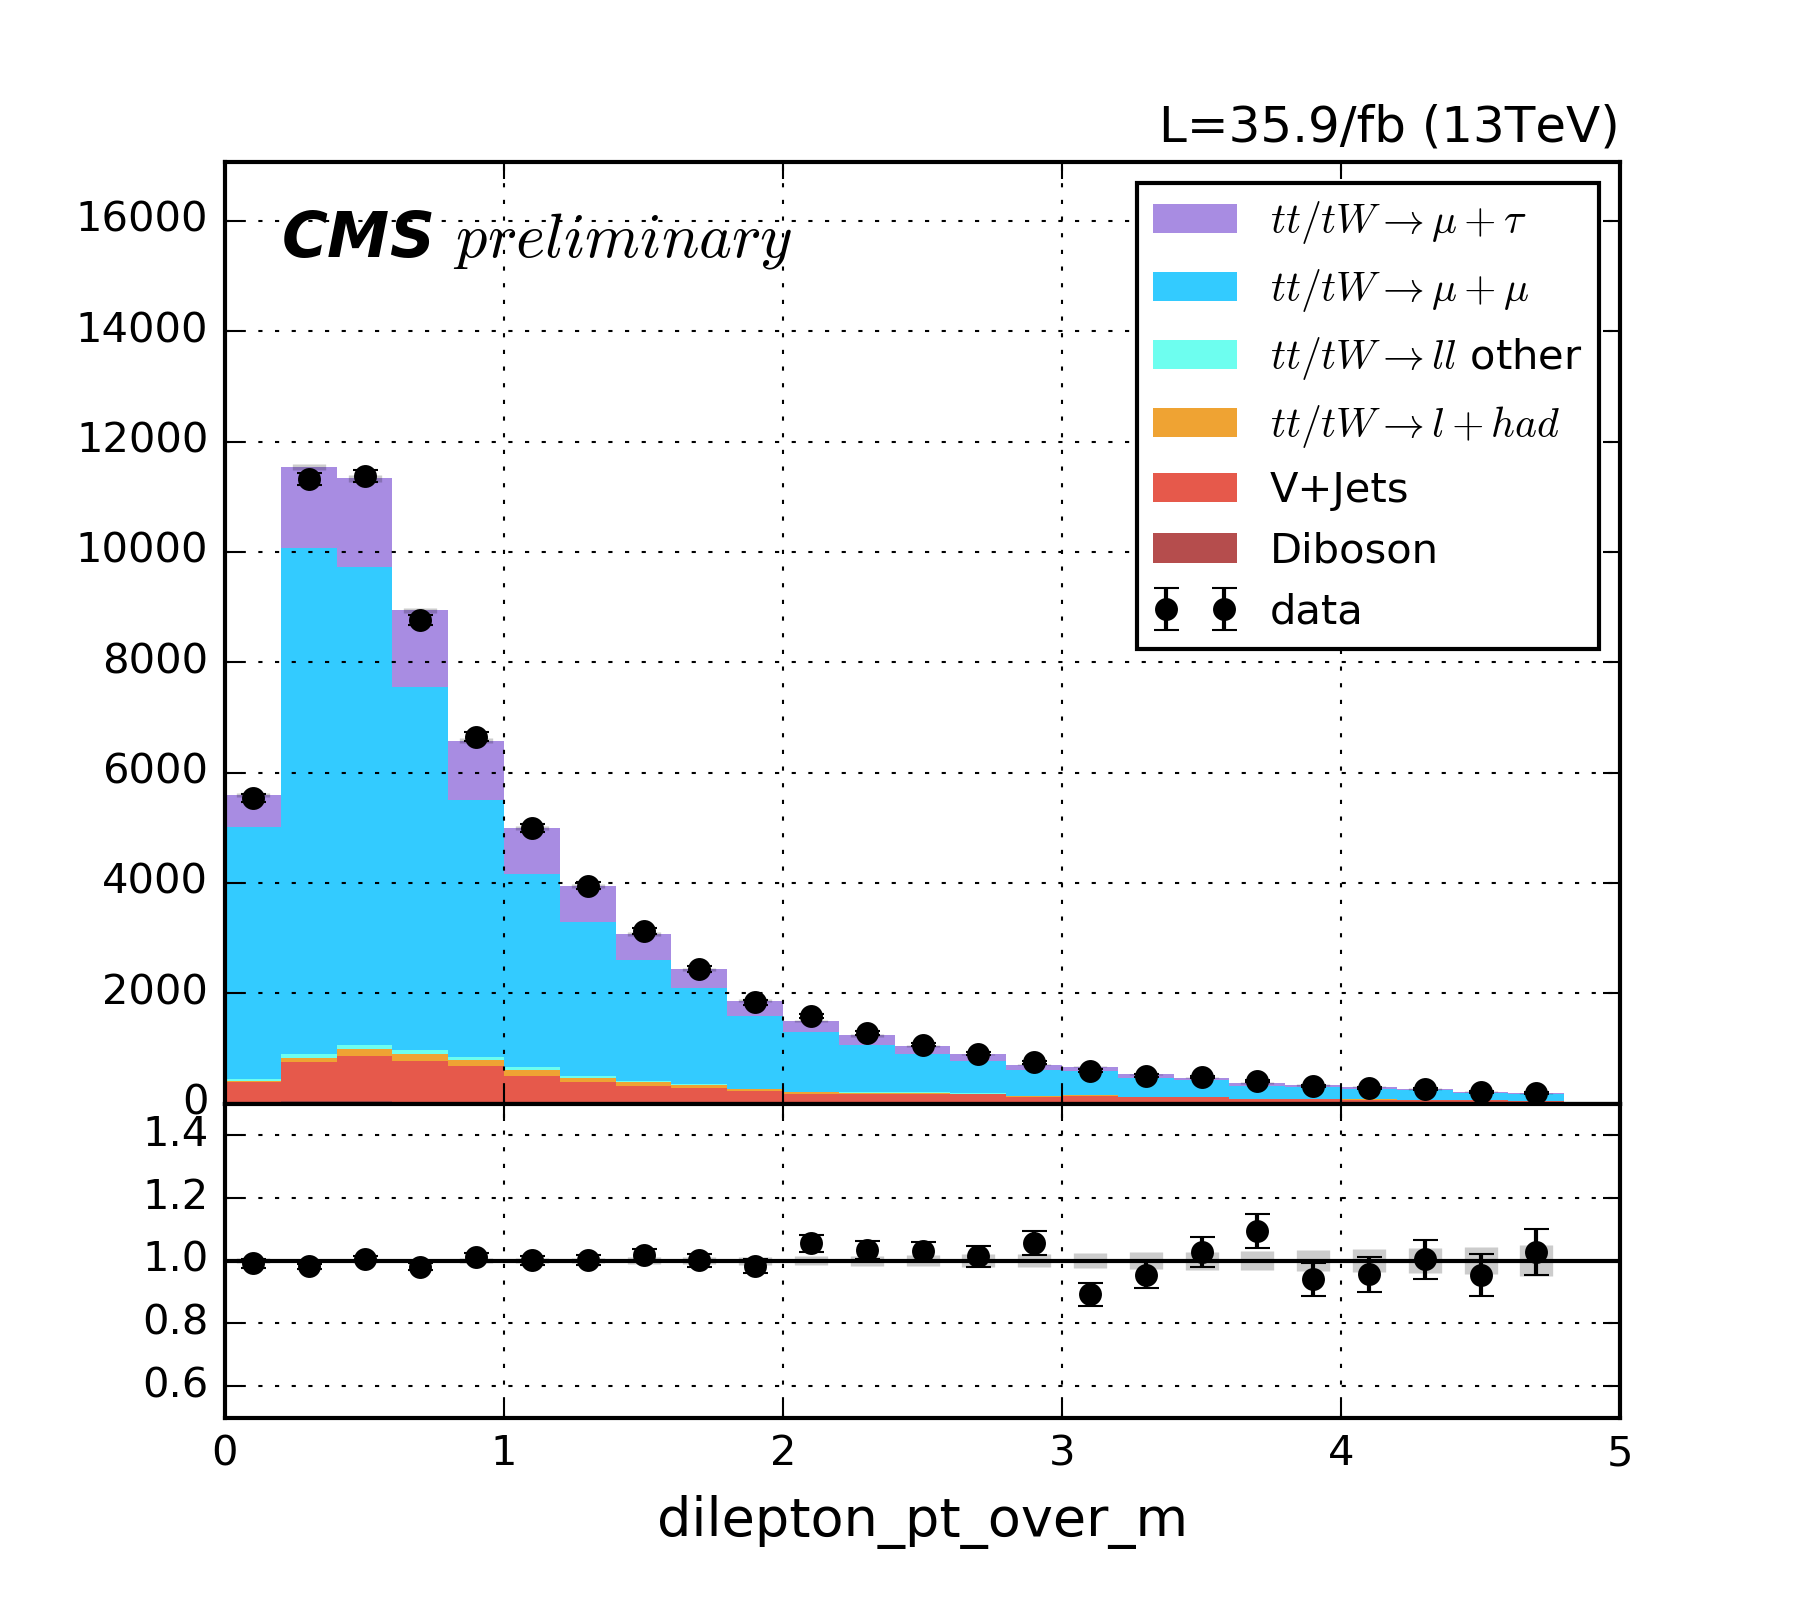 L=35.9/fb (13TeV)
CMS preliminary
tt/tW→μ+τ
tt/tW→μ+μ
tt/tW→ll other
tt/tW→l+had
V+Jets
Diboson
data
16000
14000
12000
10000
8000
6000
4000
2000
0
1.4
1.2
1.0
0.8
0.6
0 1 2 3 4 5
dilepton_pt_over_m